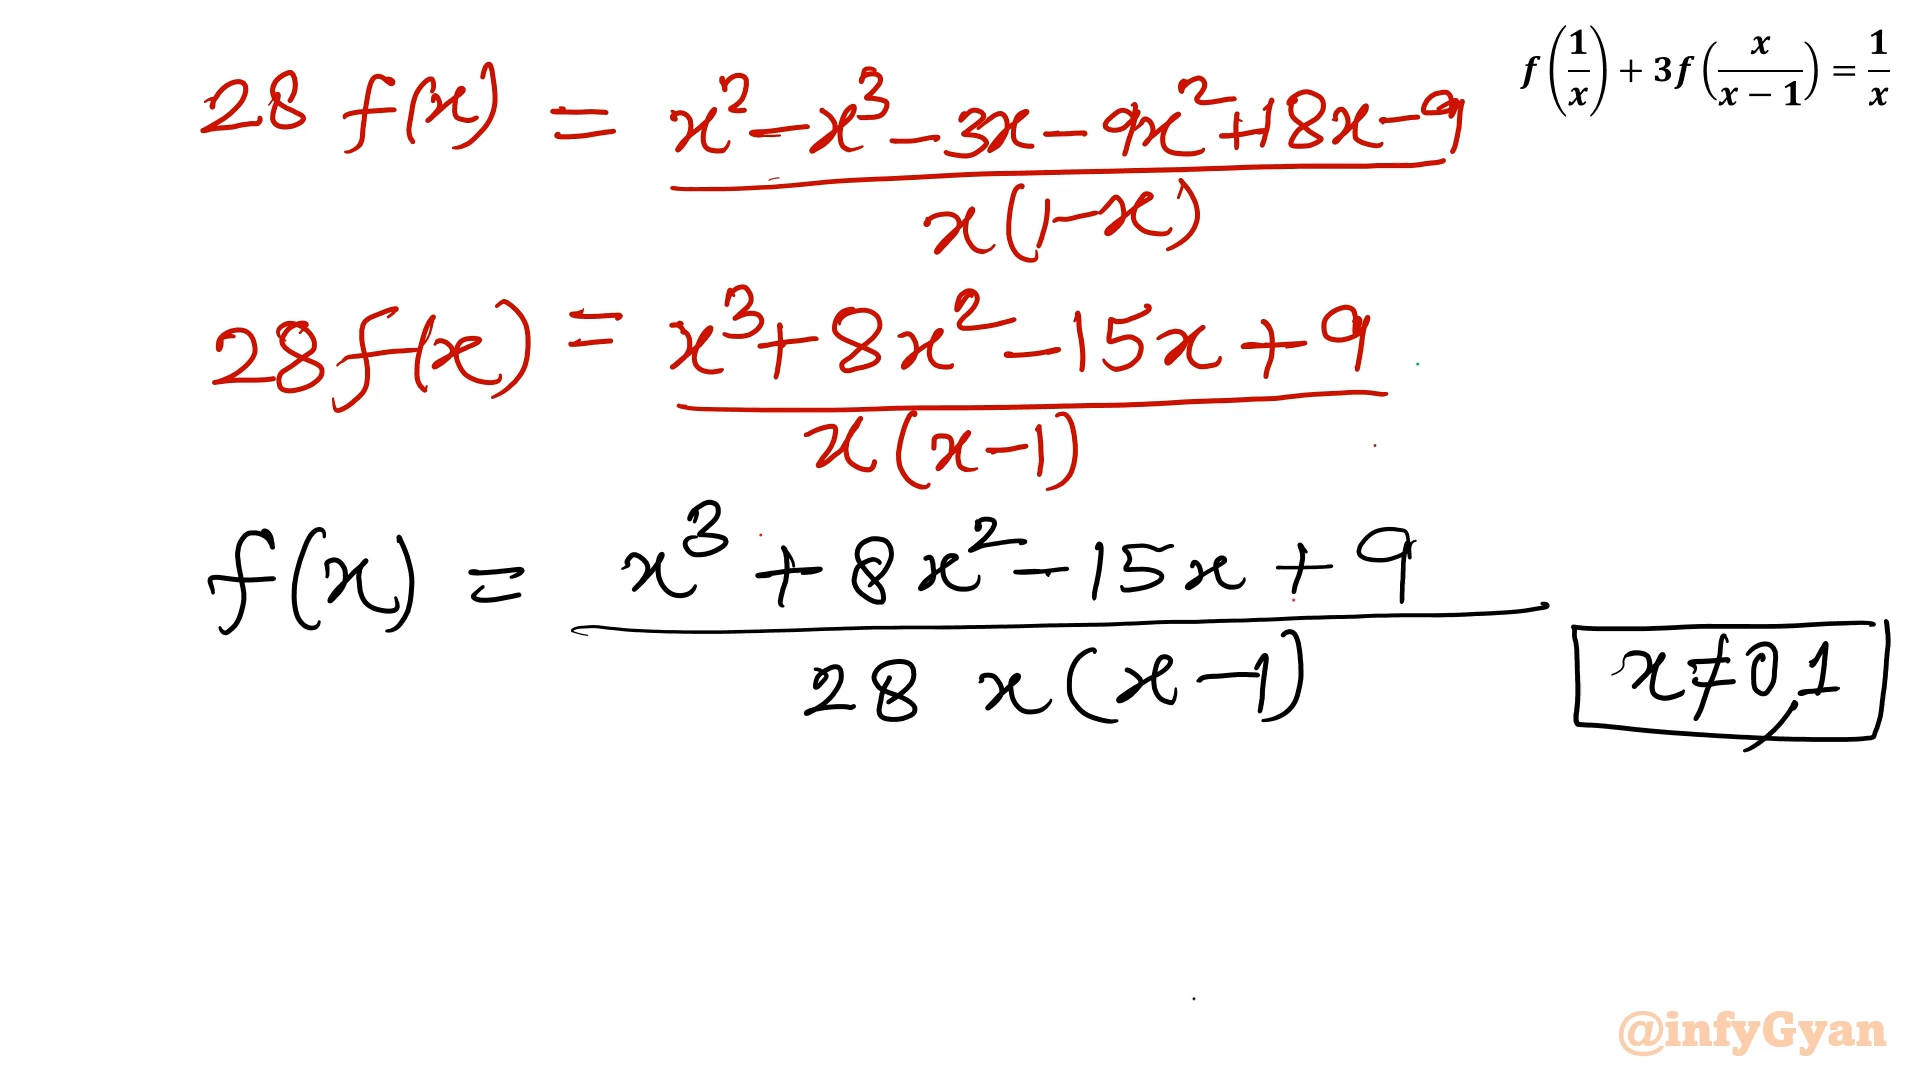 f(1/x) + 3f(x/(x − 1)) = 1/x
28 f(x) = (x² − x³ − 3x − 9x² + 18x − 9) / (x(1−x))
28 f(x) = (x³ + 8x² − 15x + 9) / (x(x−1))
f(x) = (x³ + 8x² − 15x + 9) / (28 x(x−1))
x ≠ 0, 1
@infyGyan